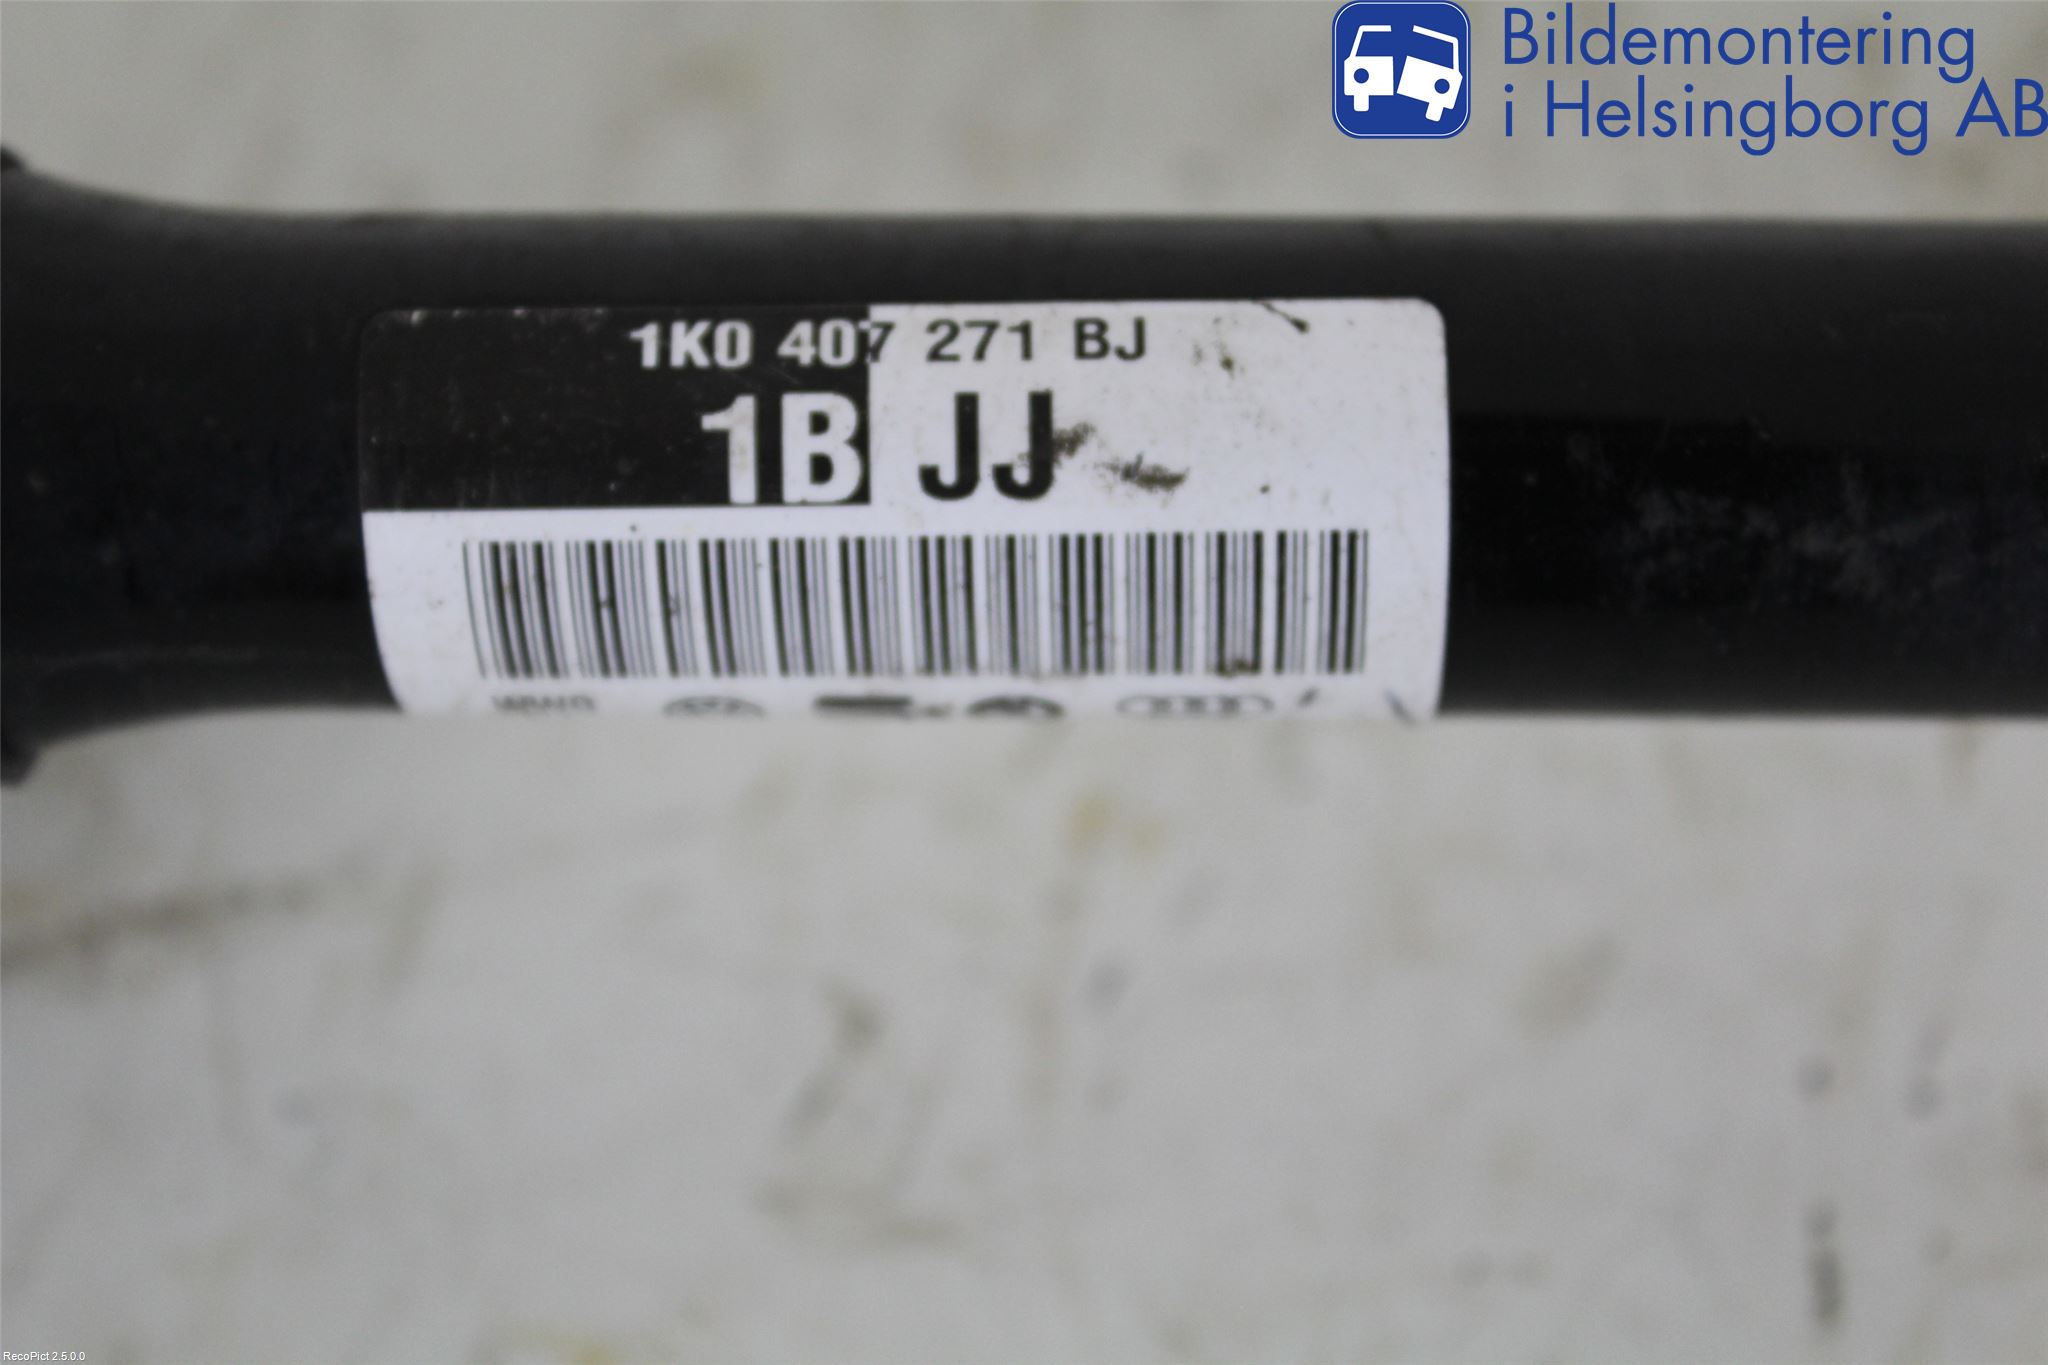 Bildemontering
i Helsingborg AB
1K0 407 271 BJ
1B JJ
RecoPict 2.5.0.0